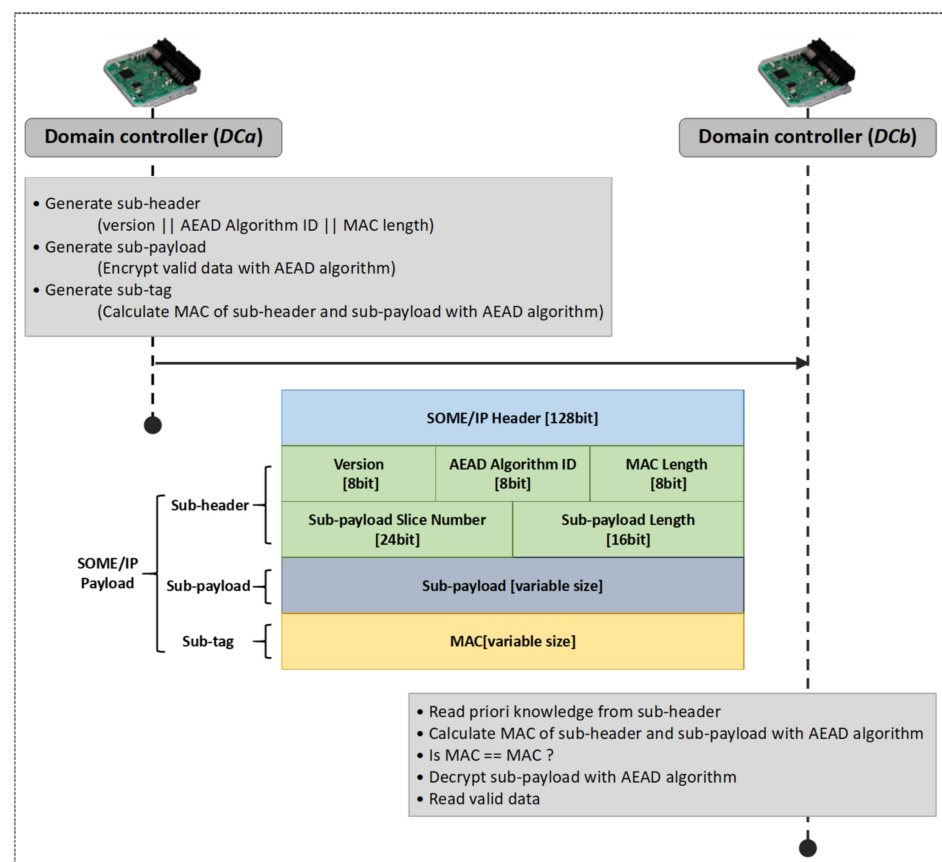 Domain controller (DCa)
Domain controller (DCb)
• Generate sub-header
(version || AEAD Algorithm ID || MAC length)
• Generate sub-payload
(Encrypt valid data with AEAD algorithm)
• Generate sub-tag
(Calculate MAC of sub-header and sub-payload with AEAD algorithm)
SOME/IP Header [128bit]
Version
[8bit]
AEAD Algorithm ID
[8bit]
MAC Length
[8bit]
Sub-header
Sub-payload Slice Number
[24bit]
Sub-payload Length
[16bit]
SOME/IP
Payload
Sub-payload
Sub-payload [variable size]
Sub-tag
MAC[variable size]
• Read priori knowledge from sub-header
• Calculate MAC of sub-header and sub-payload with AEAD algorithm
• Is MAC == MAC ?
• Decrypt sub-payload with AEAD algorithm
• Read valid data